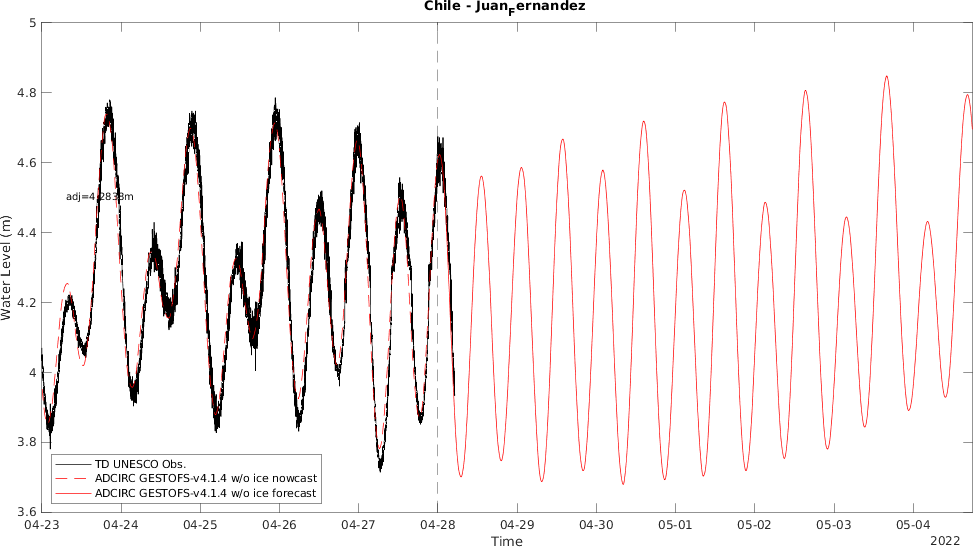 Chile - JuanFernandez
5
4.8
4.6
4.4
4.2
4
3.8
3.6
Water Level (m)
adj=4.2838m
TD UNESCO Obs.
ADCIRC GESTOFS-v4.1.4 w/o ice nowcast
ADCIRC GESTOFS-v4.1.4 w/o ice forecast
04-23 04-24 04-25 04-26 04-27 04-28 04-29 04-30 05-01 05-02 05-03 05-04
Time
2022